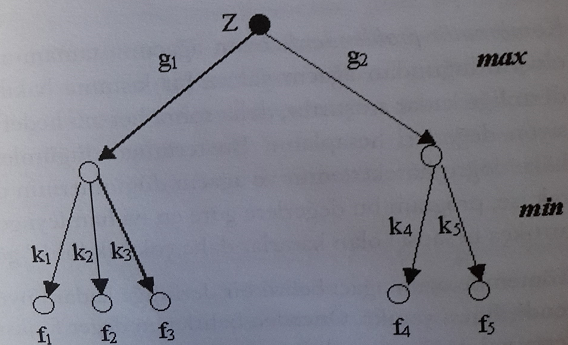 Z
g₁ g₂ max
k₁ k₂ k₃ k₄ k₅ min
f₁ f₂ f₃ f₄ f₅